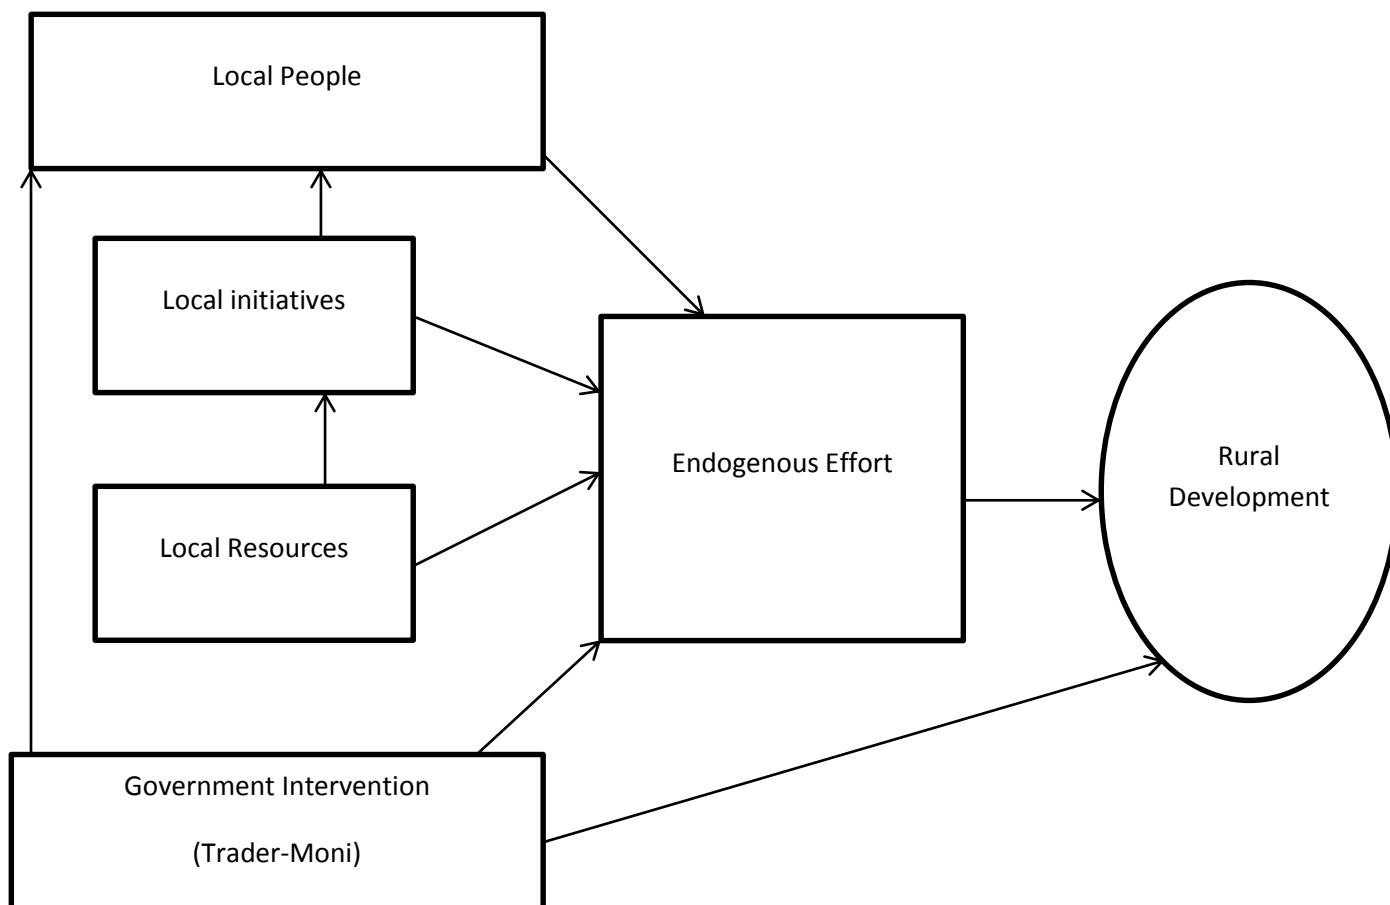 Local People
Local initiatives
Local Resources
Endogenous Effort
Rural
Development
Government Intervention
(Trader-Moni)